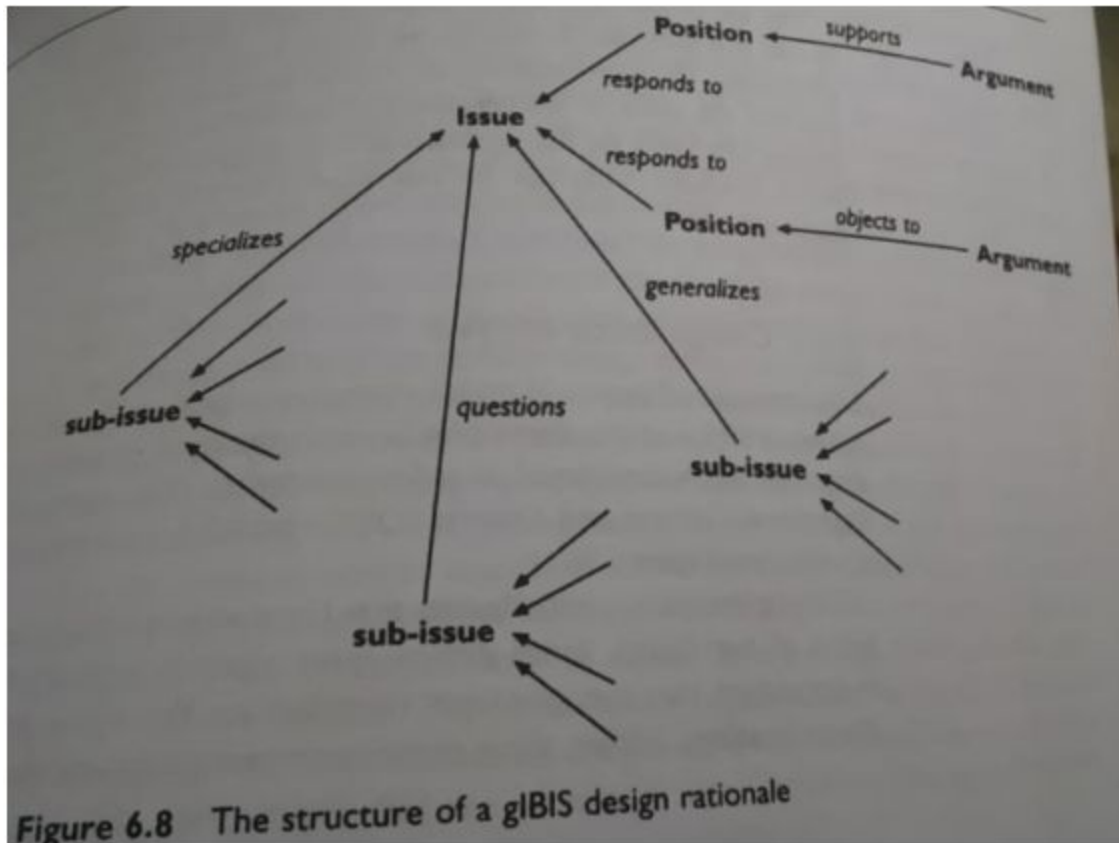 Position
supports
Argument
responds to
Issue
responds to
Position
objects to
Argument
specializes
generalizes
sub-issue
questions
sub-issue
sub-issue
Figure 6.8 The structure of a gIBIS design rationale